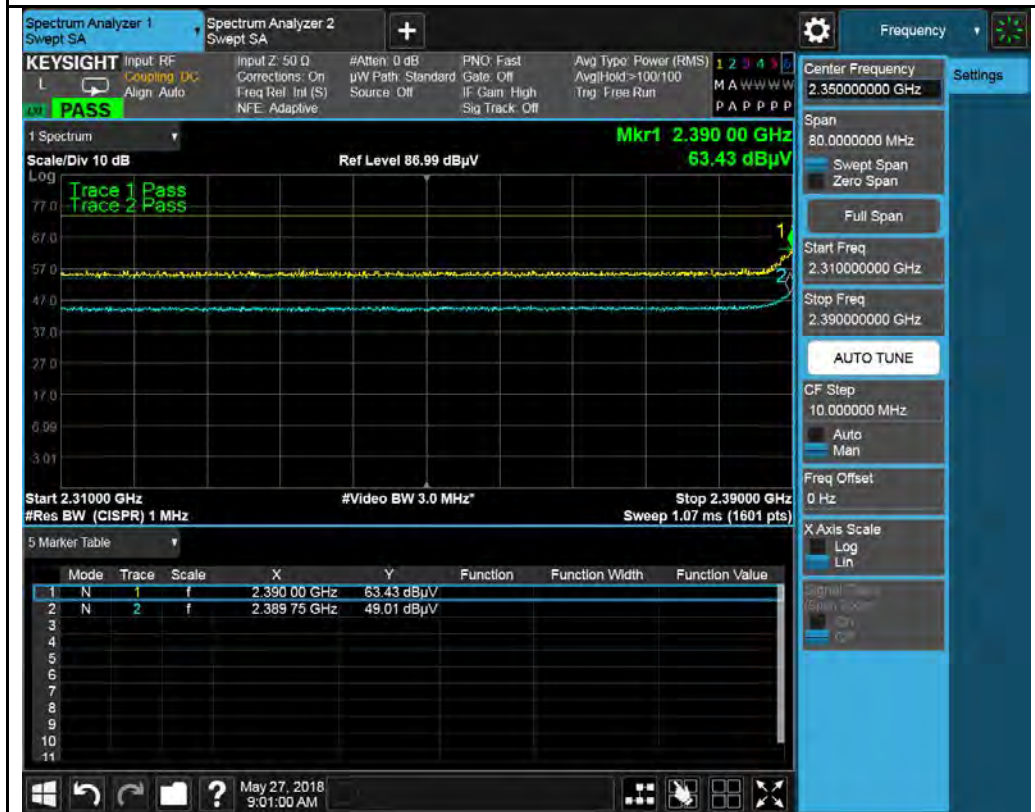 Spectrum Analyzer 1
Swept SA
Spectrum Analyzer 2
Swept SA
+
Frequency
KEYSIGHT
L
PASS
Input: RF
Coupling: DC
Align: Auto
Input Z: 50 Ω
Corrections: On
Freq Ref: Int (S)
NFE: Adaptive
#Atten: 0 dB
µW Path: Standard
Source: Off
PNO: Fast
Gate: Off
IF Gain: High
Sig Track: Off
Avg Type: Power (RMS)
Avg|Hold:>100/100
Trig: Free Run
1 2 3 4 5 6
M A W W W W
P A P P P P
Center Frequency
2.350000000 GHz
Settings
Span
80.0000000 MHz
Swept Span
Zero Span
Full Span
Start Freq
2.310000000 GHz
Stop Freq
2.390000000 GHz
AUTO TUNE
CF Step
10.000000 MHz
Auto
Man
Freq Offset
0 Hz
X Axis Scale
Log
Lin
1 Spectrum
Scale/Div 10 dB
Ref Level 86.99 dBµV
Mkr1 2.390 00 GHz
63.43 dBµV
Log
Trace 1 Pass
Trace 2 Pass
77.0
67.0
57.0
47.0
37.0
27.0
17.0
6.99
-3.01
1
2
Start 2.31000 GHz
#Video BW 3.0 MHz*
Stop 2.39000 GHz
#Res BW (CISPR) 1 MHz
Sweep 1.07 ms (1601 pts)
5 Marker Table
Mode Trace Scale X Y Function Function Width Function Value
1 N 1 f 2.390 00 GHz 63.43 dBµV
2 N 2 f 2.389 75 GHz 49.01 dBµV
3
4
5
6
7
8
9
10
11
?
May 27, 2018
9:01:00 AM